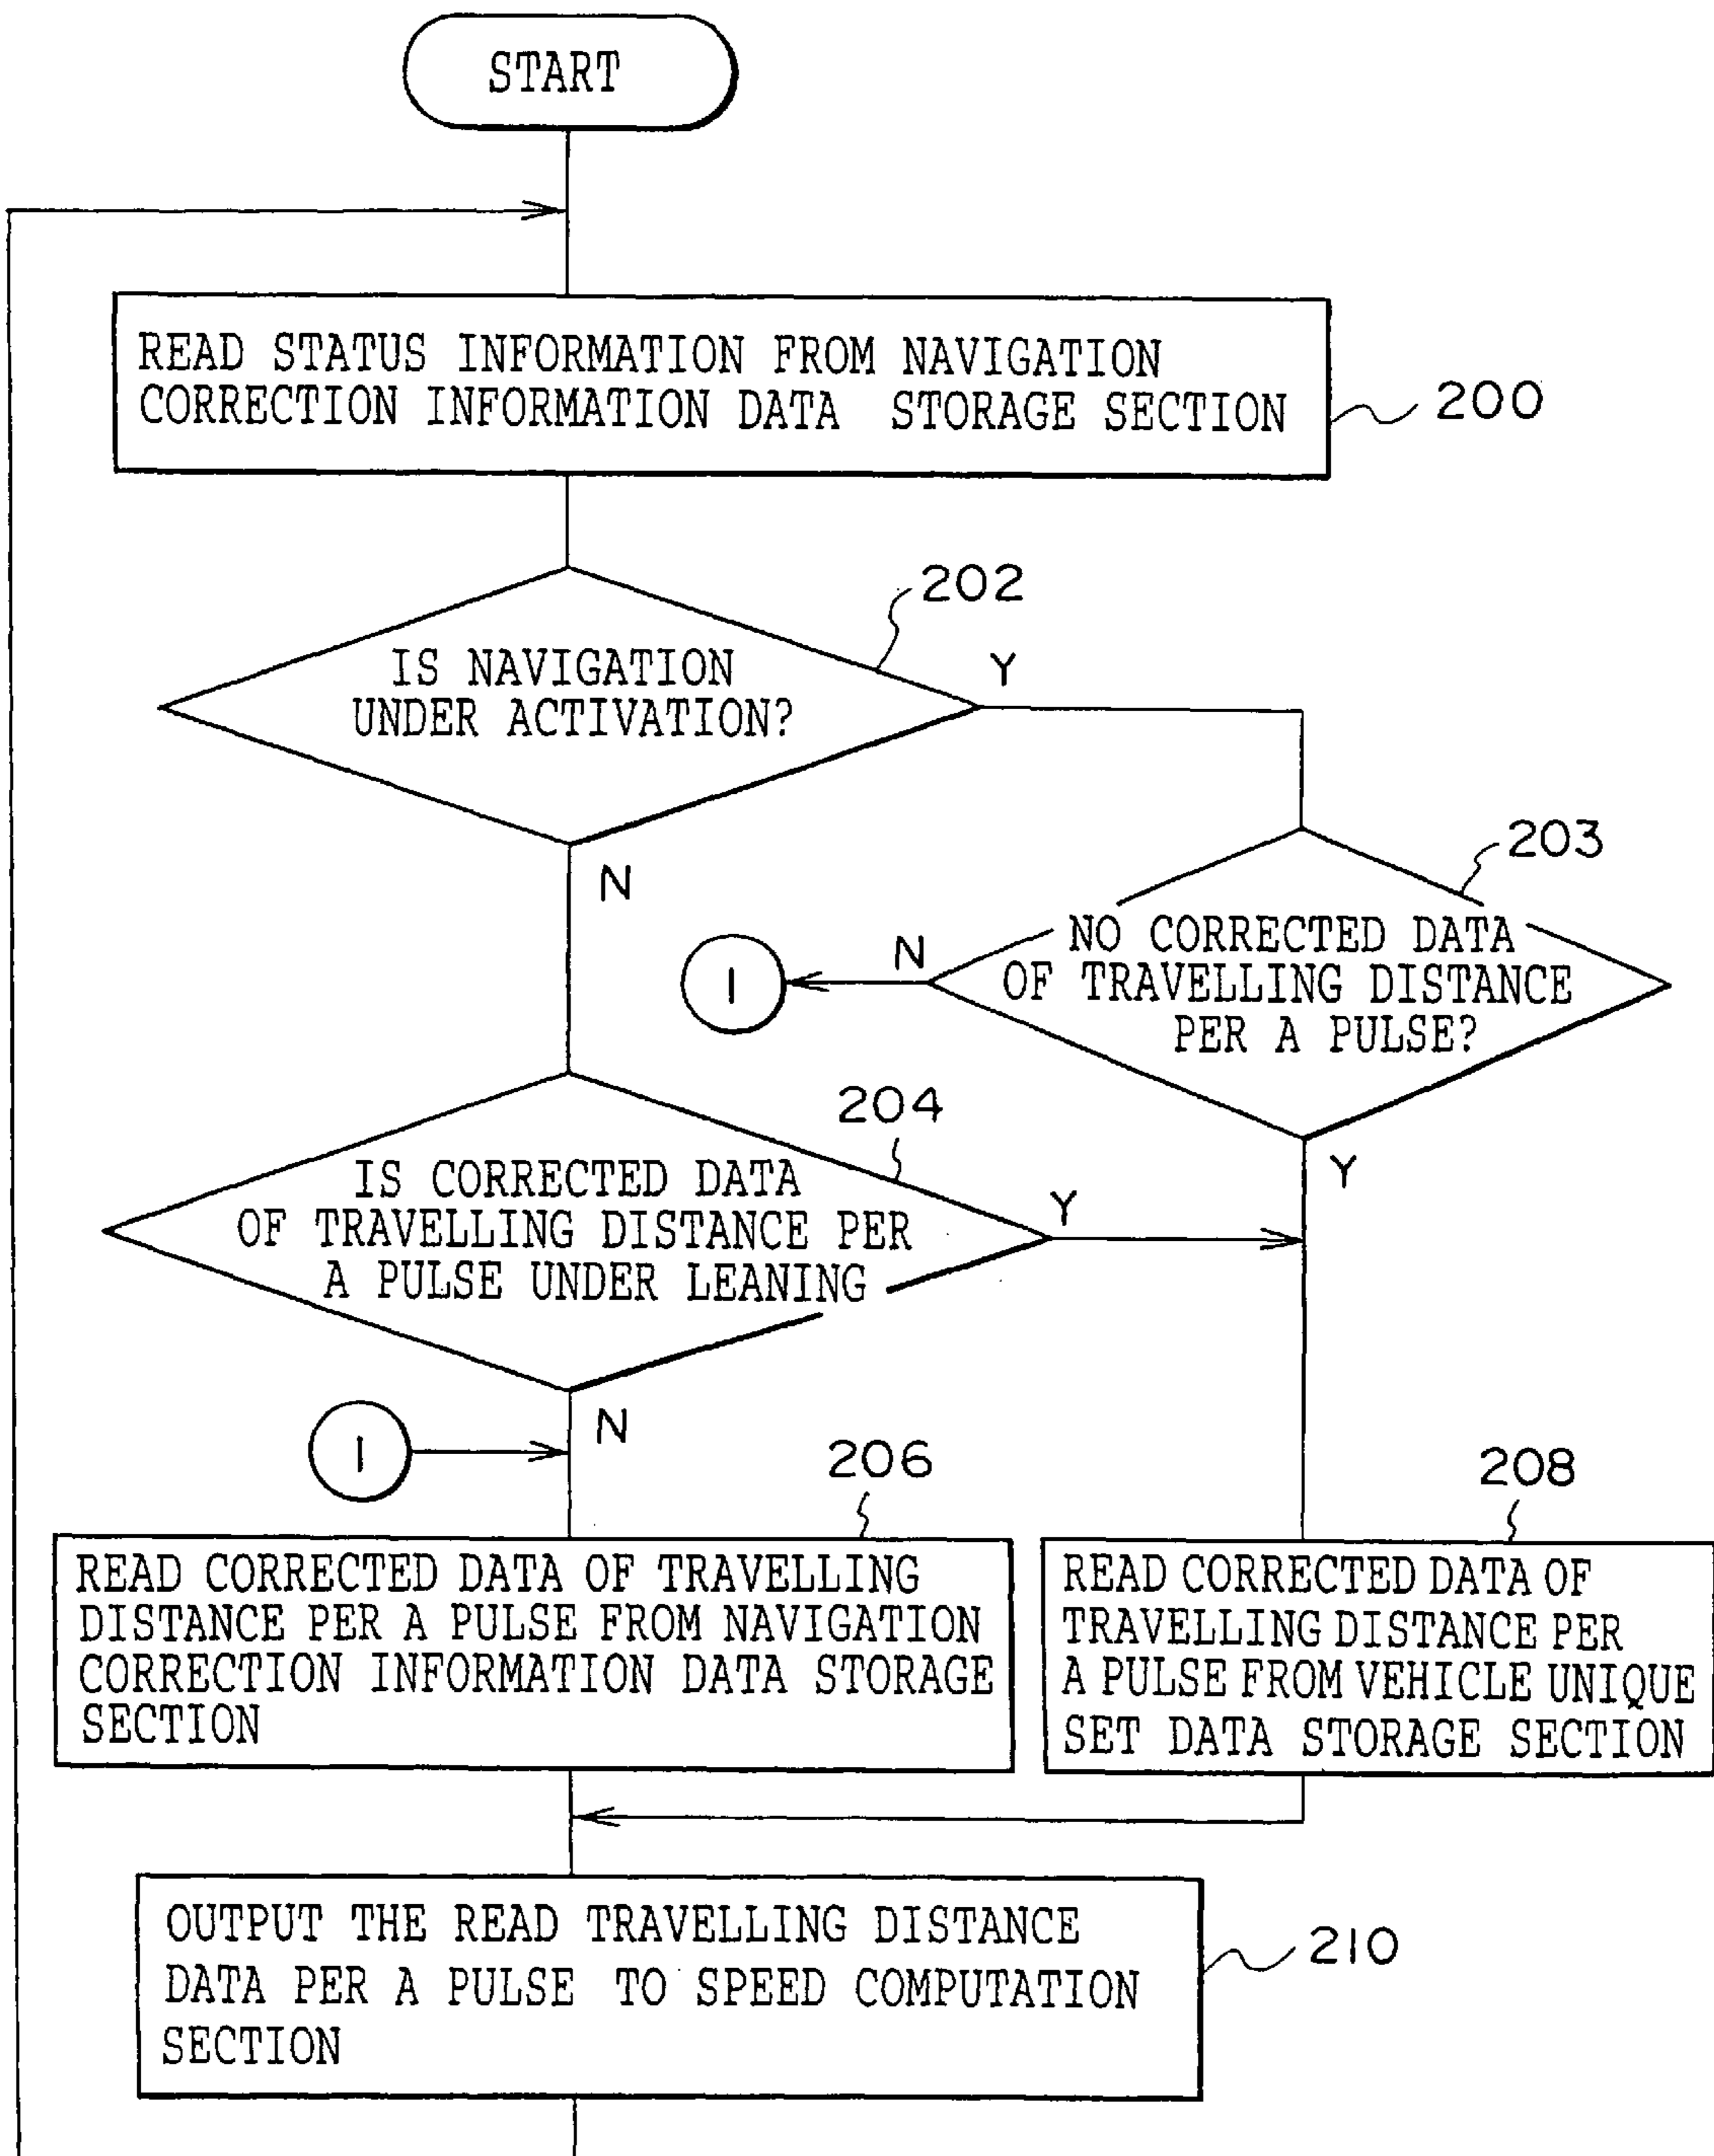 START
READ STATUS INFORMATION FROM NAVIGATION
CORRECTION INFORMATION DATA STORAGE SECTION
200
202
IS NAVIGATION
UNDER ACTIVATION?
Y
N
203
NO CORRECTED DATA
OF TRAVELLING DISTANCE
PER A PULSE?
N
1
Y
204
IS CORRECTED DATA
OF TRAVELLING DISTANCE PER
A PULSE UNDER LEANING
Y
N
1
206
READ CORRECTED DATA OF TRAVELLING
DISTANCE PER A PULSE FROM NAVIGATION
CORRECTION INFORMATION DATA STORAGE
SECTION
208
READ CORRECTED DATA OF
TRAVELLING DISTANCE PER
A PULSE FROM VEHICLE UNIQUE
SET DATA STORAGE SECTION
OUTPUT THE READ TRAVELLING DISTANCE
DATA PER A PULSE TO SPEED COMPUTATION
SECTION
210